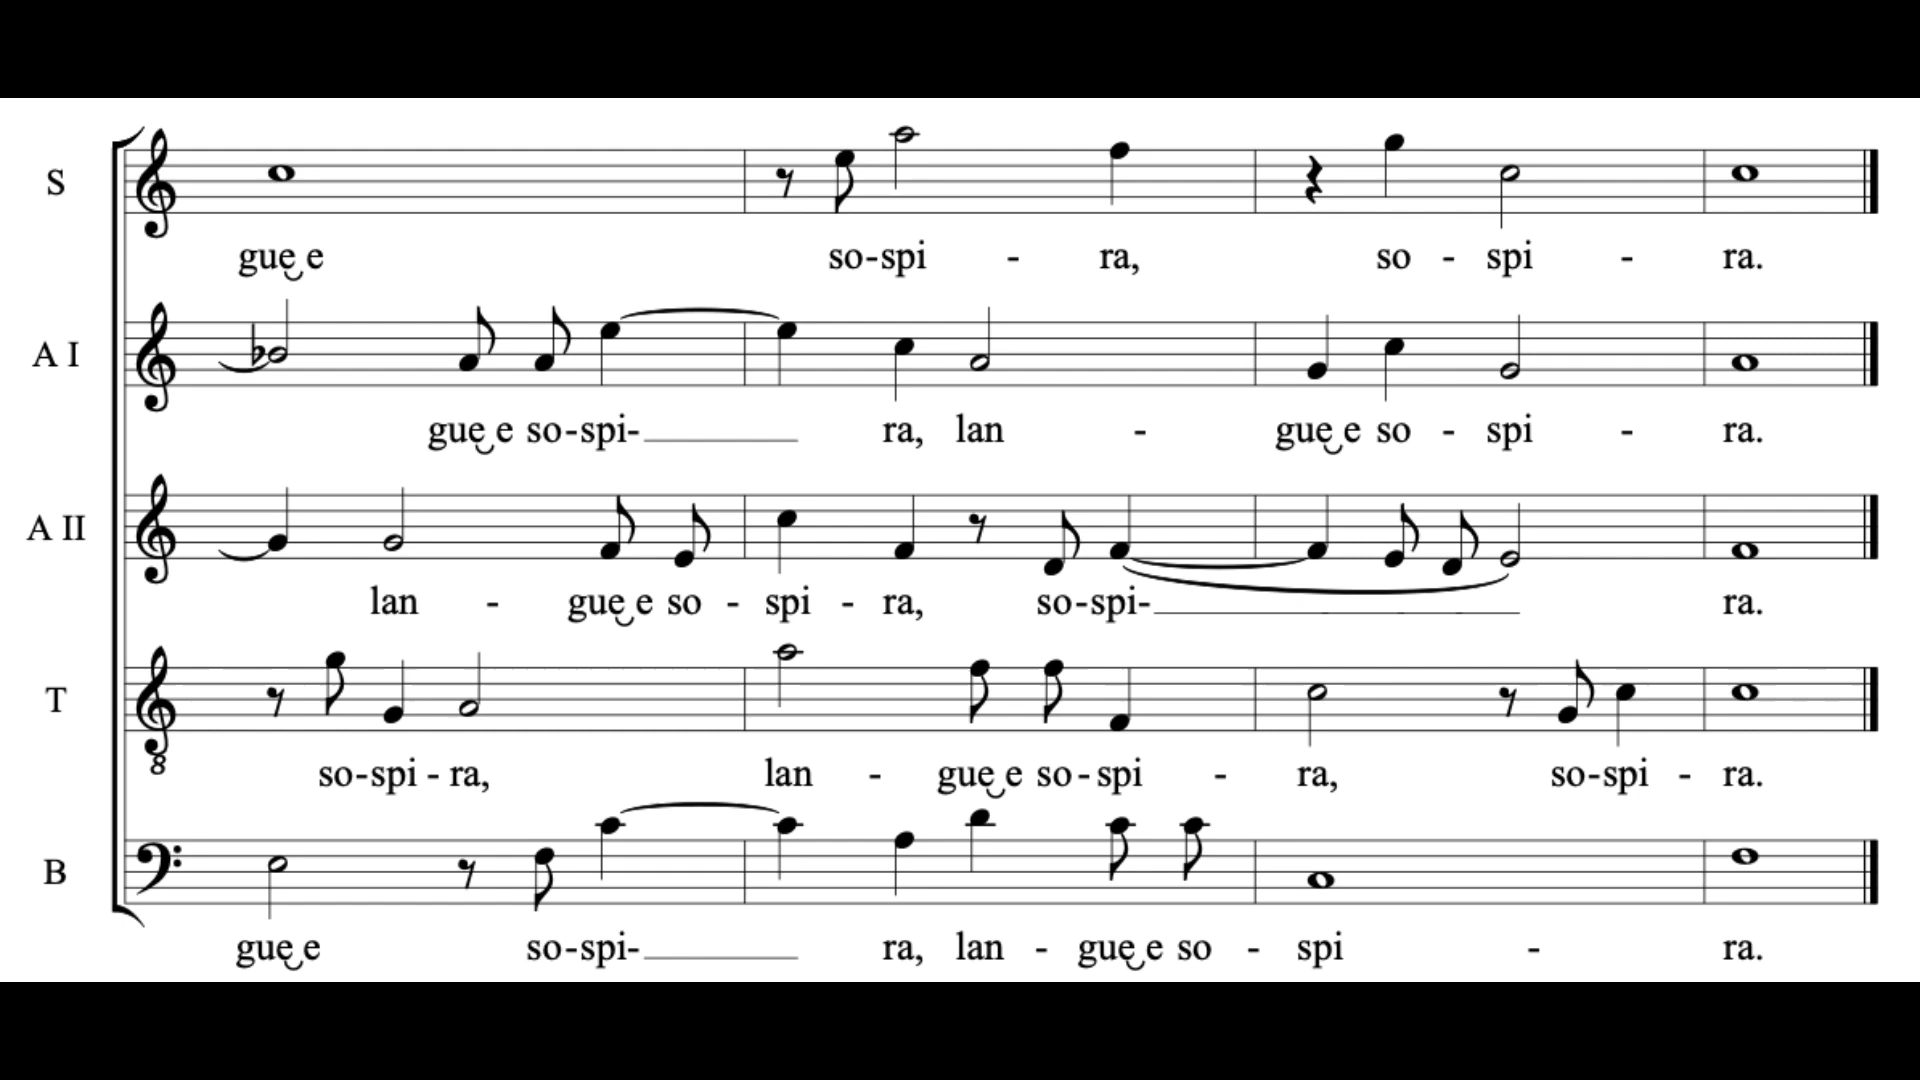 S
gue‿e so-spi - ra, so - spi - ra.
A I
gue‿e so-spi- ra, lan - gue‿e so - spi - ra.
A II
lan - gue‿e so - spi - ra, so-spi- ra.
T
8
so-spi - ra, lan - gue‿e so-spi - ra, so-spi - ra.
B
gue‿e so-spi- ra, lan - gue‿e so - spi - ra.